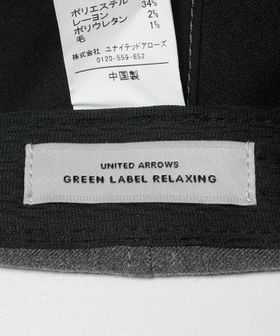 ポリエステル 34%
レーヨン 2%
ポリウレタン 1%
毛
株式会社 ユナイテッドアローズ
0120-559-652
中国製
UNITED ARROWS
GREEN LABEL RELAXING